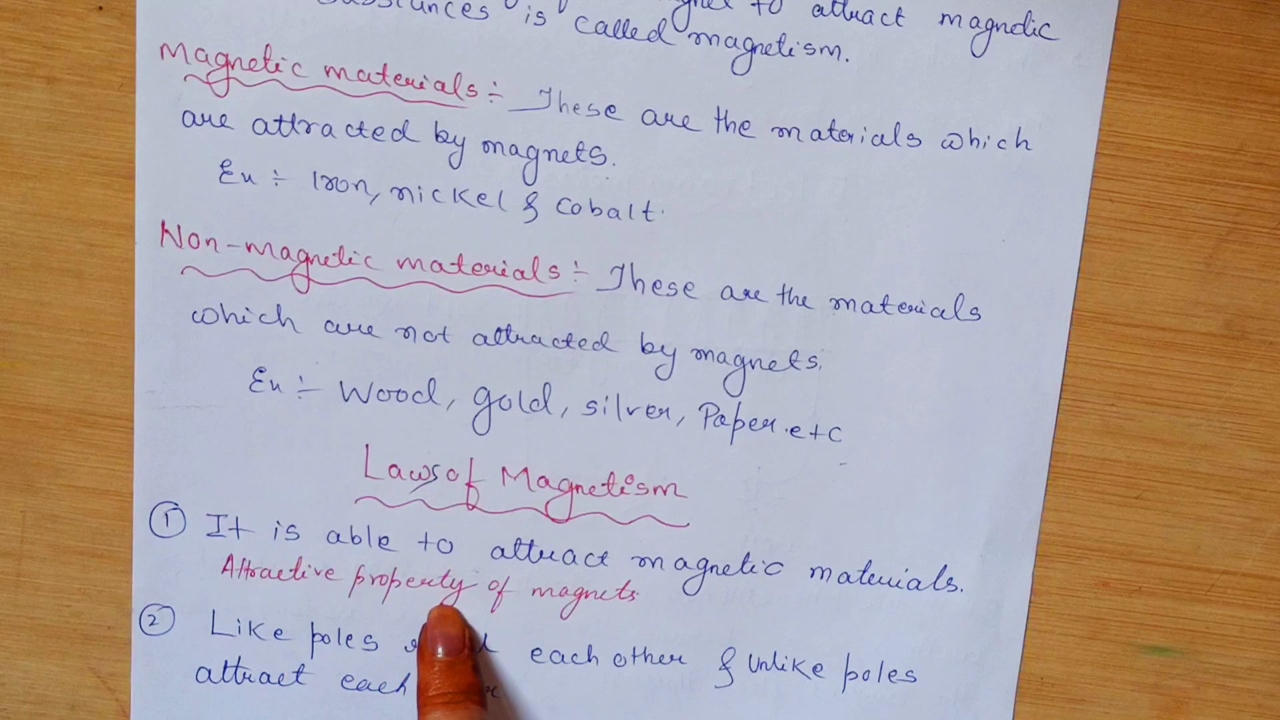 to attract magnetic
substances is called magnetism.
Magnetic materials :- These are the materials which
are attracted by magnets.
Ex :- Iron, nickel & cobalt.
Non-magnetic materials :- These are the materials
which are not attracted by magnets.
Ex :- Wood, gold, silver, Paper.etc
Laws of Magnetism
① It is able to attract magnetic materials.
Attractive property of magnets
② Like poles each other & unlike poles
attract each